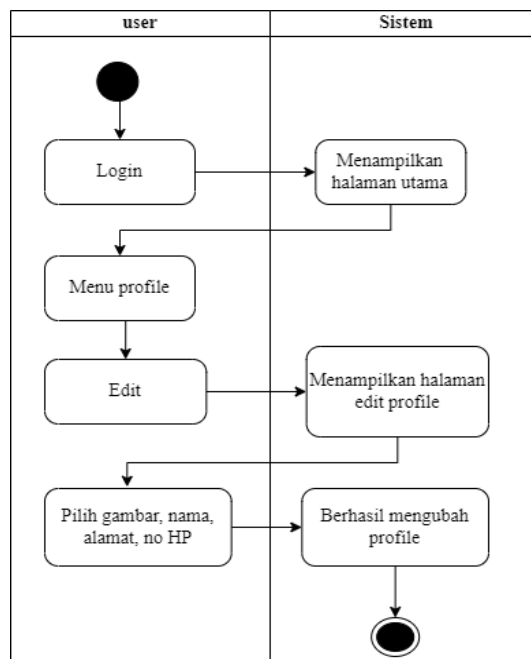 user
Sistem
Login
Menampilkan
halaman utama
Menu profile
Edit
Menampilkan halaman
edit profile
Pilih gambar, nama,
alamat, no HP
Berhasil mengubah
profile